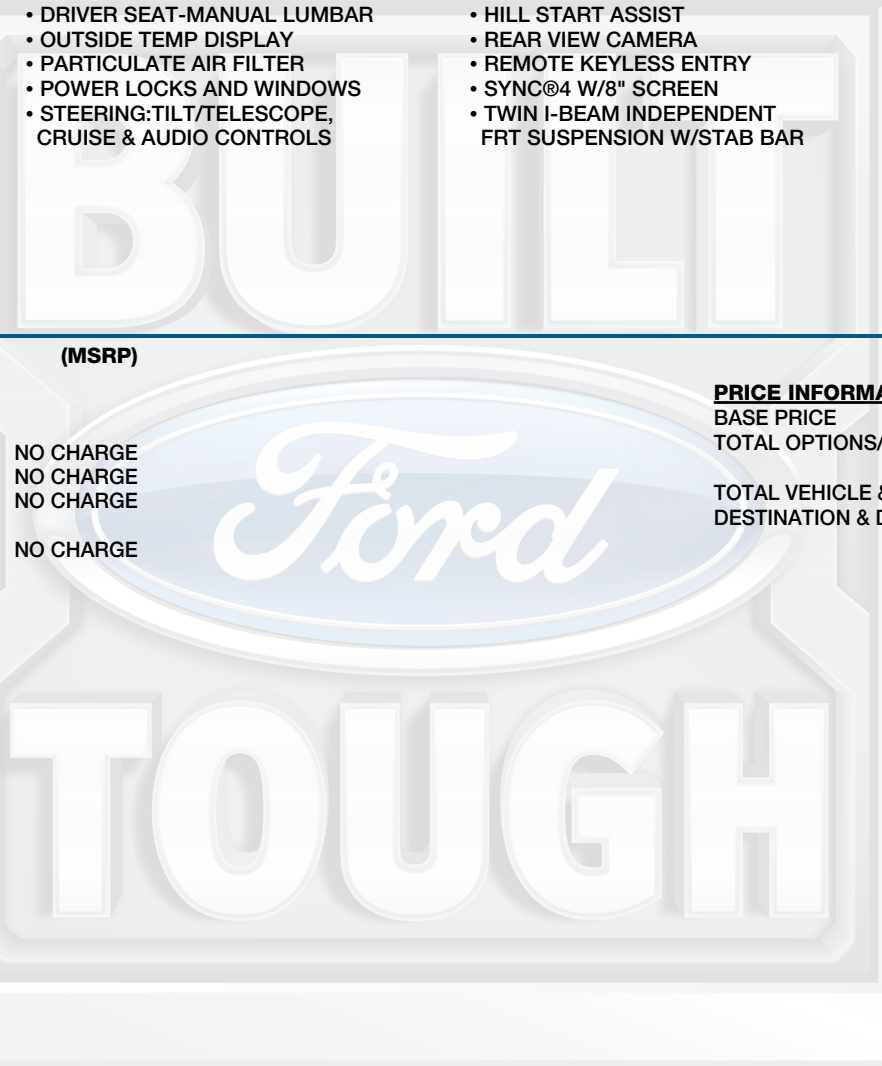 • DRIVER SEAT-MANUAL LUMBAR
• OUTSIDE TEMP DISPLAY
• PARTICULATE AIR FILTER
• POWER LOCKS AND WINDOWS
• STEERING:TILT/TELESCOPE,
CRUISE & AUDIO CONTROLS
• HILL START ASSIST
• REAR VIEW CAMERA
• REMOTE KEYLESS ENTRY
• SYNC®4 W/8" SCREEN
• TWIN I-BEAM INDEPENDENT
FRT SUSPENSION W/STAB BAR
BUILT
(MSRP)
NO CHARGE
NO CHARGE
NO CHARGE
NO CHARGE
Ford
PRICE
BASE PRICE
TOTAL OPTIONS/
TOTAL VEHICLE &
DESTINATION &
TOUGH